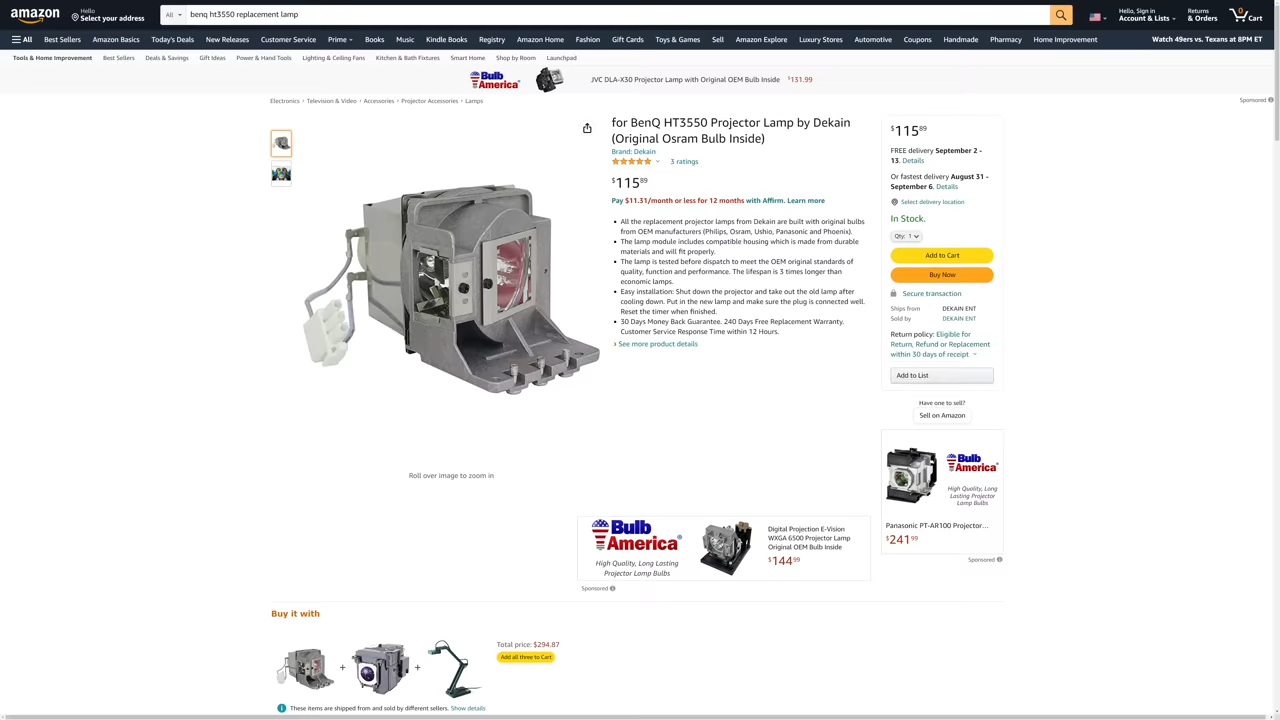 amazon
Hello
Select your address
All
benq ht3550 replacement lamp
Hello, Sign in
Account & Lists
Returns
& Orders
0
Cart
All
Best Sellers
Amazon Basics
Today's Deals
New Releases
Customer Service
Prime
Books
Music
Kindle Books
Registry
Amazon Home
Fashion
Gift Cards
Toys & Games
Sell
Amazon Explore
Luxury Stores
Automotive
Coupons
Handmade
Pharmacy
Home Improvement
Watch 49ers vs. Texans at 8PM ET
Tools & Home Improvement
Best Sellers
Deals & Savings
Gift Ideas
Power & Hand Tools
Lighting & Ceiling Fans
Kitchen & Bath Fixtures
Smart Home
Shop by Room
Launchpad
Bulb
America
JVC DLA-X30 Projector Lamp with Original OEM Bulb Inside $131.99
Sponsored
Electronics › Television & Video › Accessories › Projector Accessories › Lamps
for BenQ HT3550 Projector Lamp by Dekain
(Original Osram Bulb Inside)
Brand: Dekain
3 ratings
$11589
Pay $11.31/month or less for 12 months with Affirm. Learn more
• All the replacement projector lamps from Dekain are built with original bulbs
from OEM manufacturers (Philips, Osram, Ushio, Panasonic and Phoenix).
• The lamp module includes compatible housing which is made from durable
materials and will fit properly.
• The lamp is tested before dispatch to meet the OEM original standards of
quality, function and performance. The lifespan is 3 times longer than
economic lamps.
• Easy installation: Shut down the projector and take out the old lamp after
cooling down. Put in the new lamp and make sure the plug is connected well.
Reset the timer when finished.
• 30 Days Money Back Guarantee. 240 Days Free Replacement Warranty.
Customer Service Response Time within 12 Hours.
› See more product details
Roll over image to zoom in
$11589
FREE delivery September 2 -
13. Details
Or fastest delivery August 31 -
September 6. Details
Select delivery location
In Stock.
Qty: 1
Add to Cart
Buy Now
Secure transaction
Ships from DEKAIN ENT
Sold by DEKAIN ENT
Return policy: Eligible for
Return, Refund or Replacement
within 30 days of receipt
Add to List
Have one to sell?
Sell on Amazon
Bulb
America
High Quality, Long
Lasting Projector
Lamp Bulbs
Panasonic PT-AR100 Projector...
$24199
Sponsored
Bulb
America
High Quality, Long Lasting
Projector Lamp Bulbs
Digital Projection E-Vision
WXGA 6500 Projector Lamp
Original OEM Bulb Inside
$14499
Sponsored
Buy it with
+
+
Total price: $294.87
Add all three to Cart
These items are shipped from and sold by different sellers. Show details